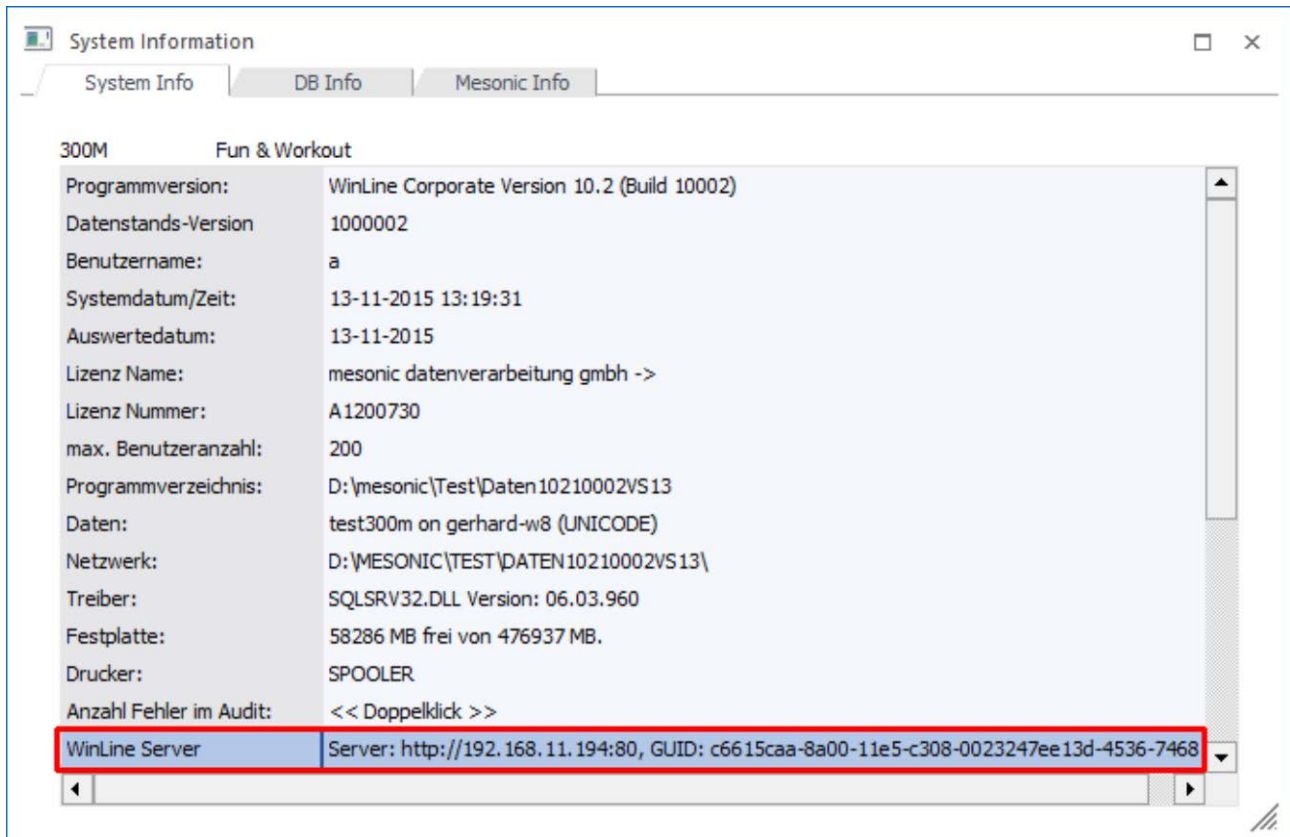 System Information
System Info DB Info Mesonic Info
300M Fun & Workout
Programmversion: WinLine Corporate Version 10.2 (Build 10002)
Datenstands-Version 1000002
Benutzername: a
Systemdatum/Zeit: 13-11-2015 13:19:31
Auswertedatum: 13-11-2015
Lizenz Name: mesonic datenverarbeitung gmbh ->
Lizenz Nummer: A1200730
max. Benutzeranzahl: 200
Programmverzeichnis: D:\mesonic\Test\Daten10210002VS13
Daten: test300m on gerhard-w8 (UNICODE)
Netzwerk: D:\MESONIC\TEST\DATEN10210002VS13\
Treiber: SQLSRV32.DLL Version: 06.03.960
Festplatte: 58286 MB frei von 476937 MB.
Drucker: SPOOLER
Anzahl Fehler im Audit: << Doppelklick >>
WinLine Server Server: http://192.168.11.194:80, GUID: c6615caa-8a00-11e5-c308-0023247ee13d-4536-7468